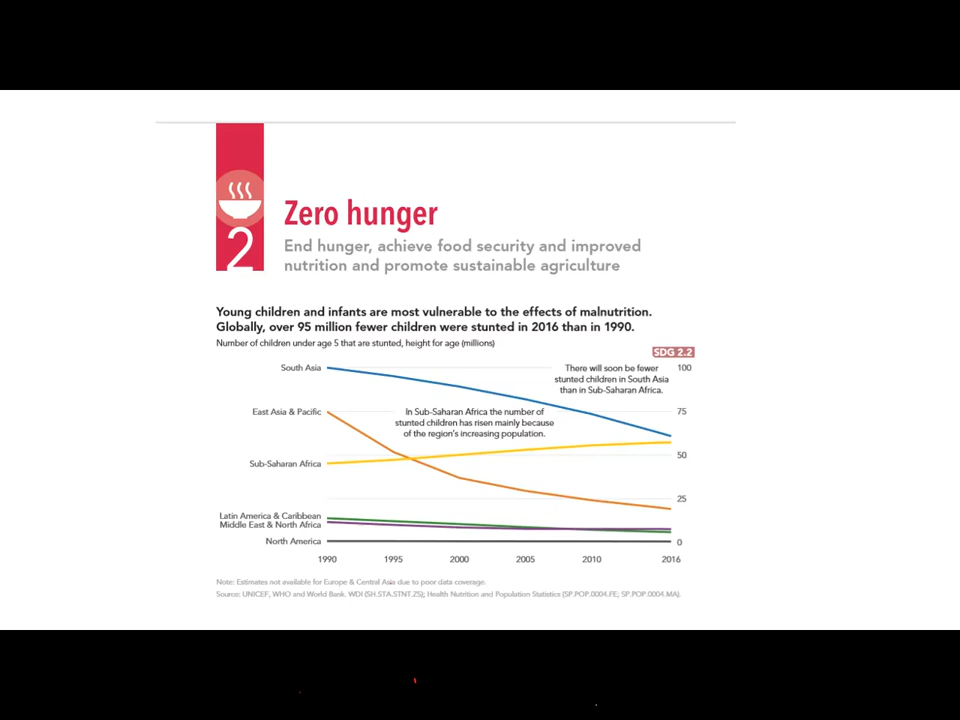 2
Zero hunger
End hunger, achieve food security and improved
nutrition and promote sustainable agriculture
Young children and infants are most vulnerable to the effects of malnutrition.
Globally, over 95 million fewer children were stunted in 2016 than in 1990.
Number of children under age 5 that are stunted, height for age (millions)
SDG 2.2
South Asia
There will soon be fewer
stunted children in South Asia
than in Sub-Saharan Africa.
100
East Asia & Pacific
In Sub-Saharan Africa the number of
stunted children has risen mainly because
of the region's increasing population.
75
Sub-Saharan Africa
50
25
Latin America & Caribbean
Middle East & North Africa
North America
0
1990 1995 2000 2005 2010 2016
Note: Estimates not available for Europe & Central Asia due to poor data coverage.
Source: UNICEF, WHO and World Bank. WDI (SH.STA.STNT.ZS); Health Nutrition and Population Statistics (SP.POP.0004.FE; SP.POP.0004.MA).